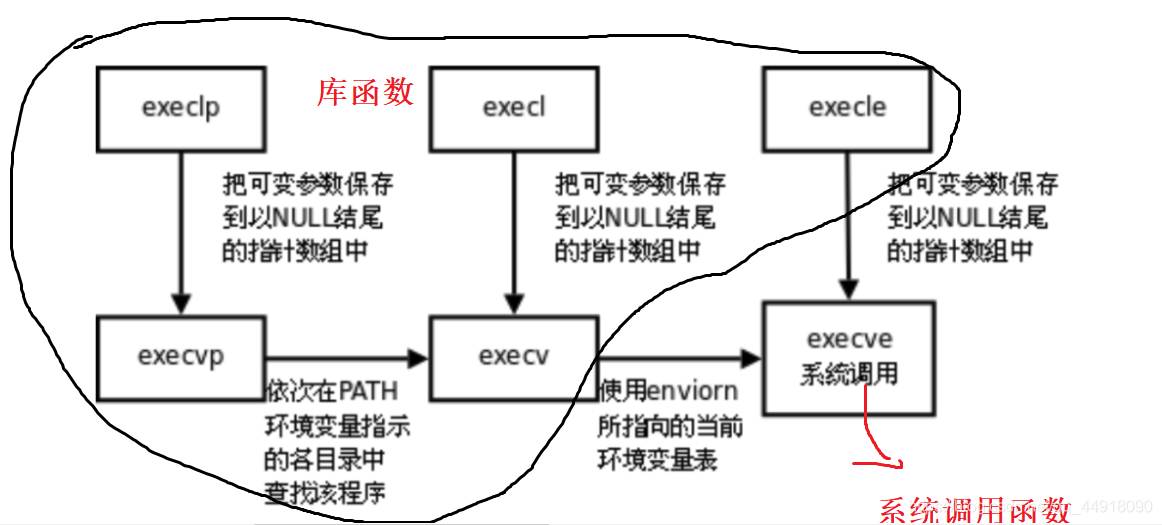 库函数
execlp
execl
execle
把可变参数保存
到以NULL结尾
的指针数组中
把可变参数保存
到以NULL结尾
的指针数组中
把可变参数保存
到以NULL结尾
的指针数组中
execvp
execv
execve
系统调用
依次在PATH
环境变量指示
的各目录中
查找该程序
使用enviorn
所指向的当前
环境变量表
系统调用函数
_44918090